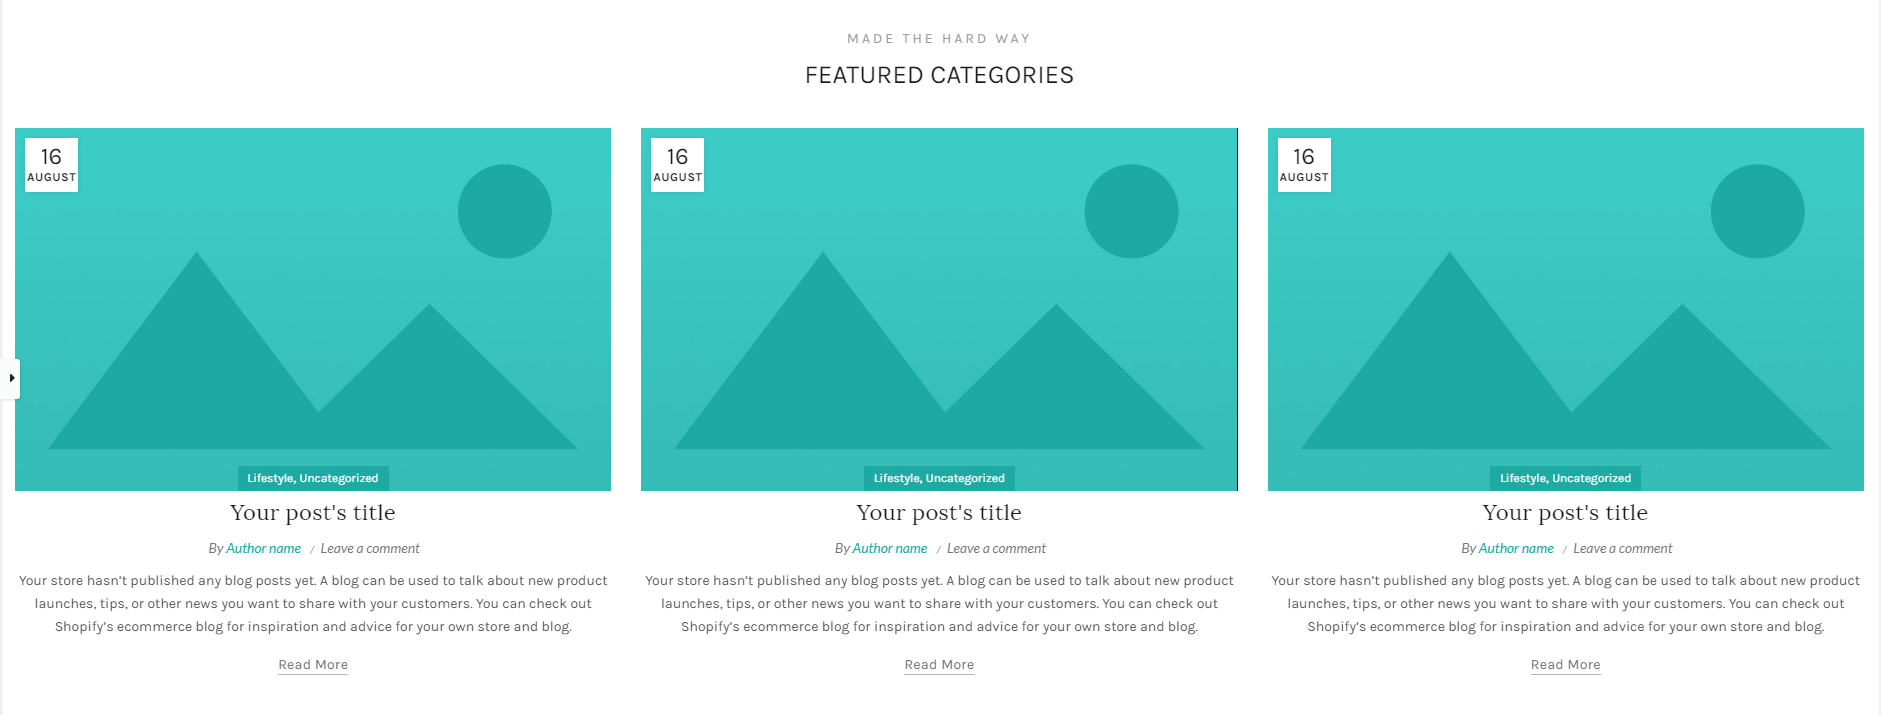 MADE THE HARD WAY
FEATURED CATEGORIES
16
AUGUST
Lifestyle, Uncategorized
Your post's title
By Author name / Leave a comment
Your store hasn’t published any blog posts yet. A blog can be used to talk about new product
launches, tips, or other news you want to share with your customers. You can check out
Shopify’s ecommerce blog for inspiration and advice for your own store and blog.
Read More
16
AUGUST
Lifestyle, Uncategorized
Your post's title
By Author name / Leave a comment
Your store hasn’t published any blog posts yet. A blog can be used to talk about new product
launches, tips, or other news you want to share with your customers. You can check out
Shopify’s ecommerce blog for inspiration and advice for your own store and blog.
Read More
16
AUGUST
Lifestyle, Uncategorized
Your post's title
By Author name / Leave a comment
Your store hasn’t published any blog posts yet. A blog can be used to talk about new product
launches, tips, or other news you want to share with your customers. You can check out
Shopify’s ecommerce blog for inspiration and advice for your own store and blog.
Read More